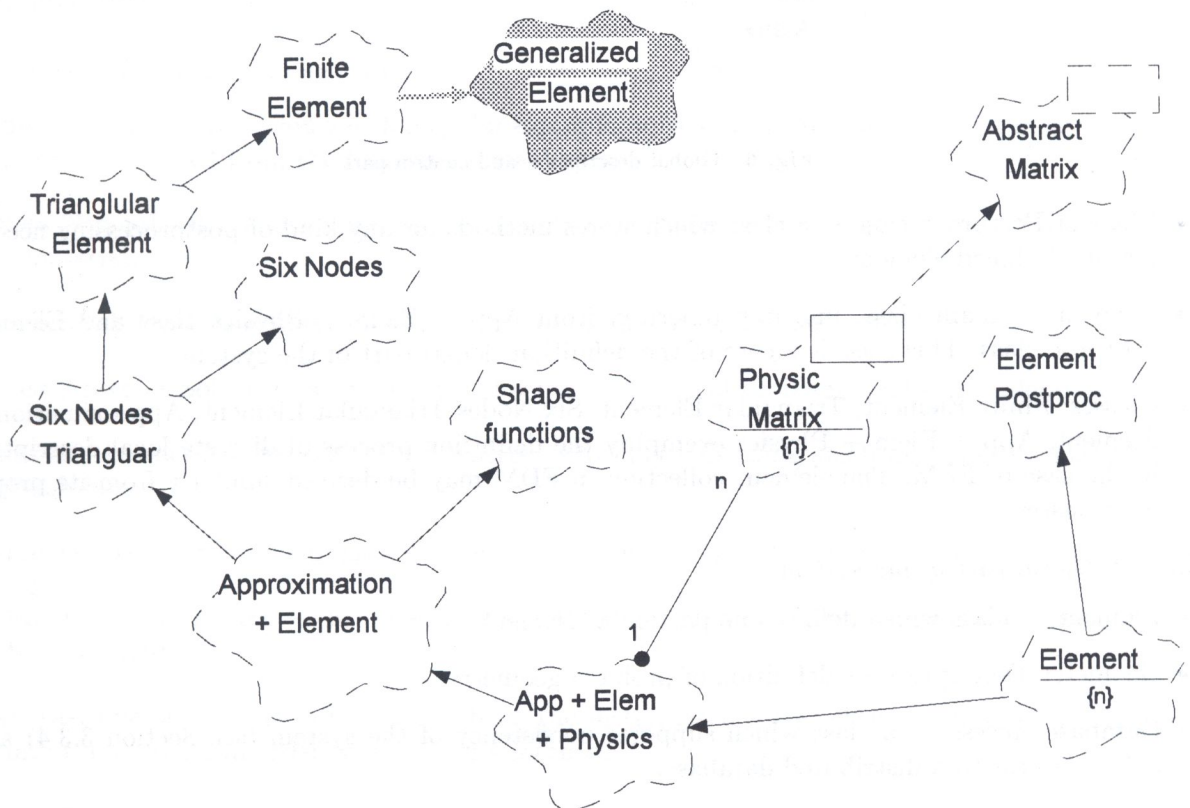 Finite
Element
Generalized
Element
Abstract
Matrix
Trianglular
Element
Six Nodes
Physic
Matrix
{n}
n
Element
Postproc
Six Nodes
Trianguar
Shape
functions
Approximation
+ Element
1
App + Elem
+ Physics
Element
{n}